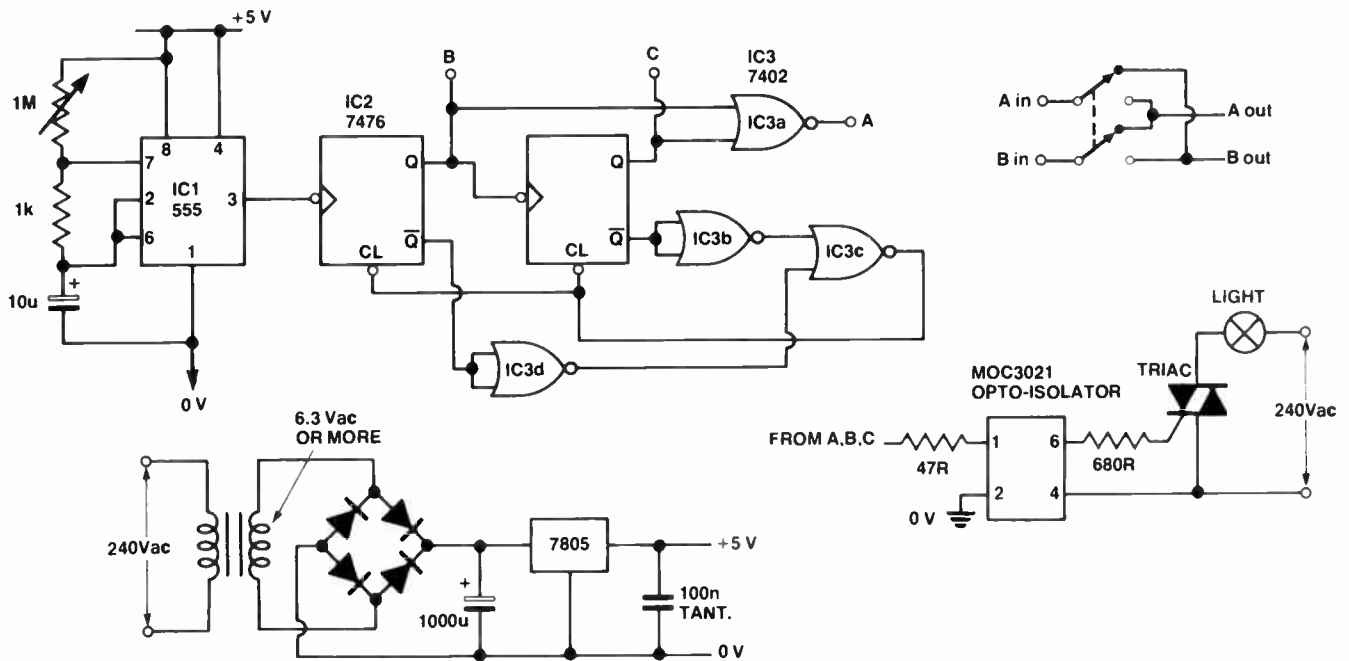 +5 V
1M
1k
10u
+
8
4
7
2
6
3
1
IC1
555
0 V
IC2
7476
Q
Q̅
CL
B
Q
Q̅
CL
C
IC3
7402
IC3a
A
IC3b
IC3c
IC3d
A in
B in
A out
B out
LIGHT
TRIAC
240Vac
MOC3021
OPTO-ISOLATOR
FROM A,B,C
47R
1
6
2
4
680R
0 V
6.3 Vac
OR MORE
240Vac
+
1000u
7805
+5 V
100n
TANT.
0 V